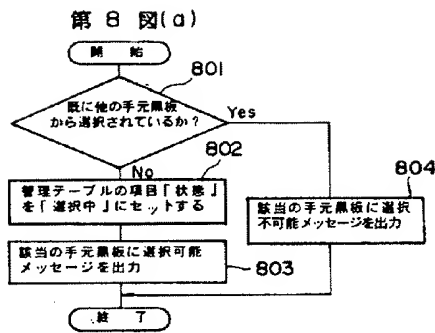 第8図(a)
開始
801
既に他の手元黒板
から選択されているか?
Yes
No
802
管理テーブルの項目「状態」
を「選択中」にセットする
804
該当の手元黒板に選択
不可能メッセージを出力
該当の手元黒板に選択可能
メッセージを出力
803
終了